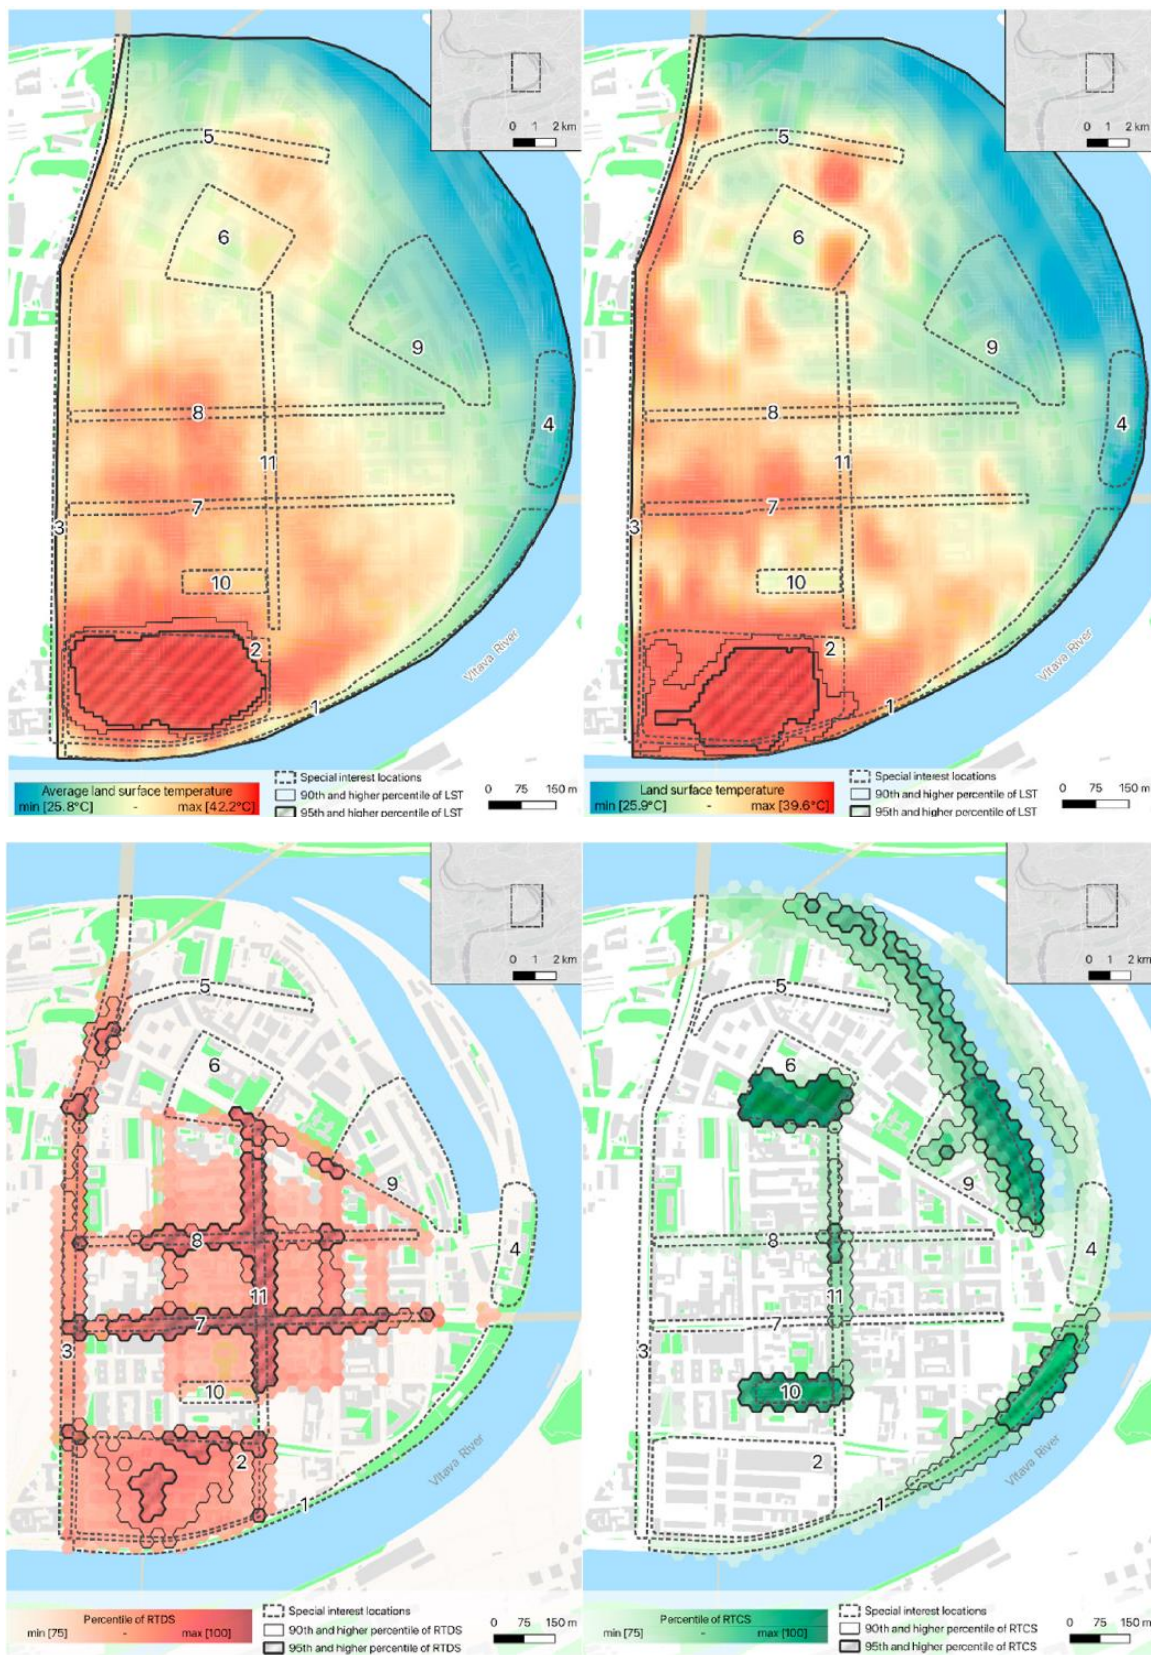 0 1 2 km
5
6
9
8
4
11
7
3
10
2
1
Vltava River
Average land surface temperature
min [25.8°C] - max [42.2°C]
Special interest locations
90th and higher percentile of LST
95th and higher percentile of LST
0 75 150 m
0 1 2 km
5
6
9
8
4
11
7
3
10
2
1
Vltava River
Land surface temperature
min [25.9°C] - max [39.6°C]
Special interest locations
90th and higher percentile of LST
95th and higher percentile of LST
0 75 150 m
0 1 2 km
5
6
9
8
4
11
7
3
10
2
1
Vltava River
Percentile of RTDS
min [75] - max [100]
Special interest locations
90th and higher percentile of RTDS
95th and higher percentile of RTDS
0 75 150 m
0 1 2 km
5
6
9
8
4
11
7
3
10
2
1
Vltava River
Percentile of RTCS
min [75] - max [100]
Special interest locations
90th and higher percentile of RTCS
95th and higher percentile of RTCS
0 75 150 m